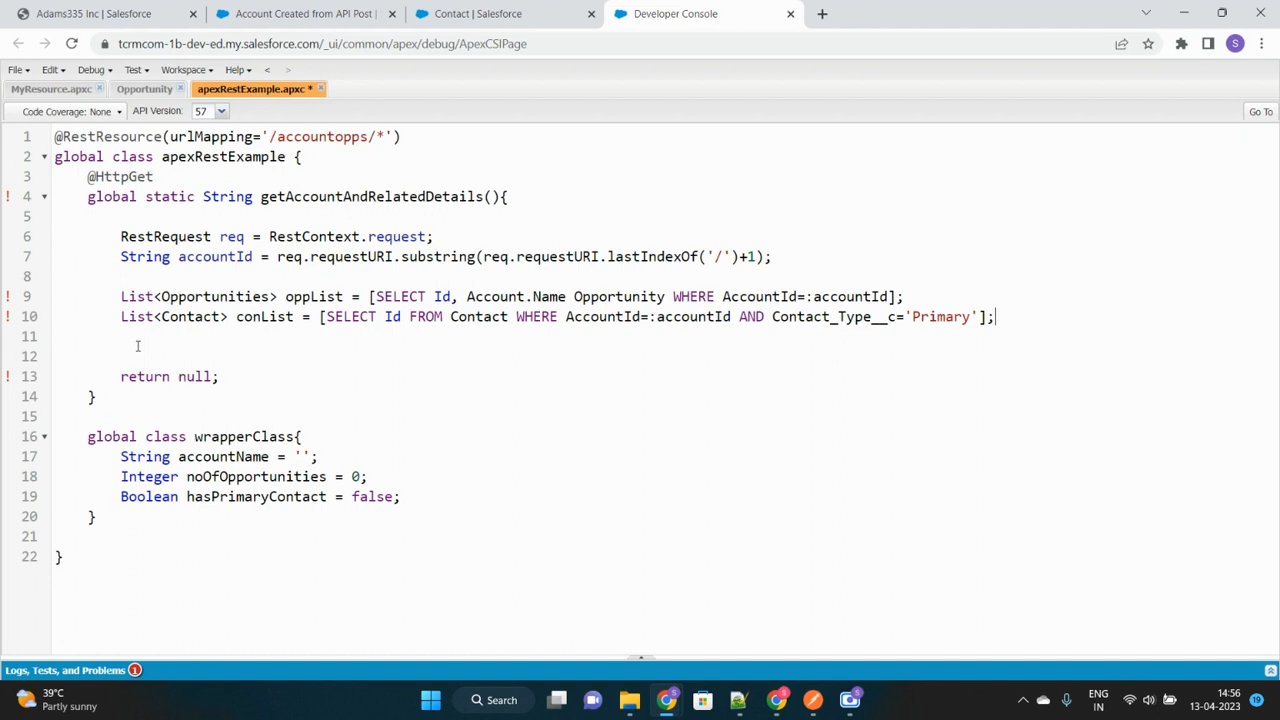 Adams335 Inc | Salesforce
Account Created from API Post |
Contact | Salesforce
Developer Console
tcrmcom-1b-dev-ed.my.salesforce.com/_ui/common/apex/debug/ApexCSIPage
S
File Edit Debug Test Workspace Help < >
MyResource.apxc Opportunity apexRestExample.apxc *
Code Coverage: None API Version: 57 Go To
1 @RestResource(urlMapping='/accountopps/*')
2 global class apexRestExample {
3 @HttpGet
! 4 global static String getAccountAndRelatedDetails(){
5
6 RestRequest req = RestContext.request;
7 String accountId = req.requestURI.substring(req.requestURI.lastIndexOf('/')+1);
8
! 9 List<Opportunities> oppList = [SELECT Id, Account.Name Opportunity WHERE AccountId=:accountId];
! 10 List<Contact> conList = [SELECT Id FROM Contact WHERE AccountId=:accountId AND Contact_Type__c='Primary'];
11
12
! 13 return null;
14 }
15
16 global class wrapperClass{
17 String accountName = '';
18 Integer noOfOpportunities = 0;
19 Boolean hasPrimaryContact = false;
20 }
21
22 }
Logs, Tests, and Problems 1
39°C
Partly sunny
Search
S
ENG
IN
14:56
13-04-2023
19